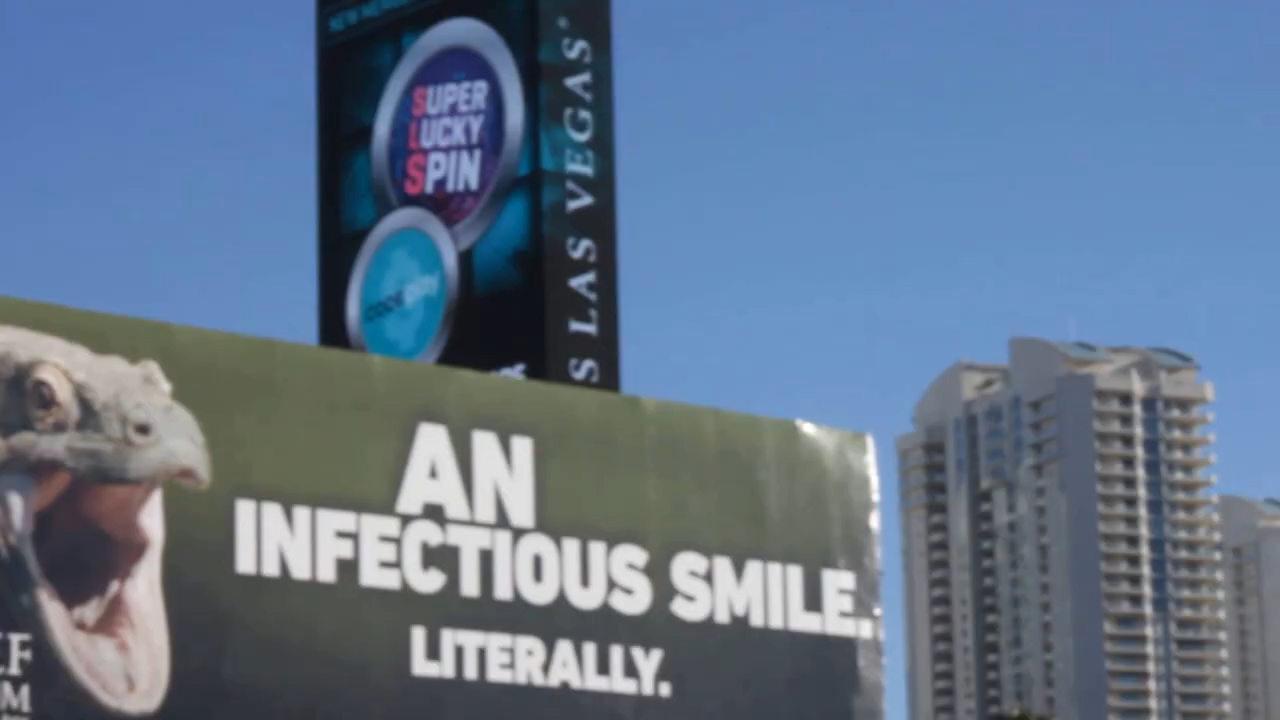 SUPER
LUCKY
SPIN
S LAS VEGAS
AN
INFECTIOUS SMILE.
LITERALLY.